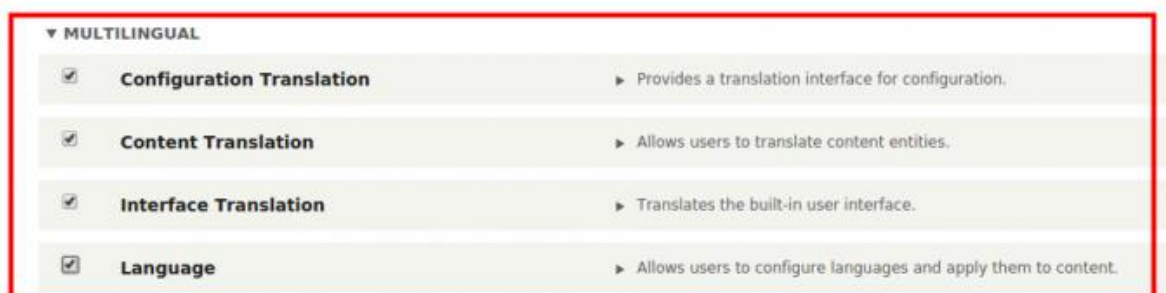 MULTILINGUAL
Configuration Translation
Provides a translation interface for configuration.
Content Translation
Allows users to translate content entities.
Interface Translation
Translates the built-in user interface.
Language
Allows users to configure languages and apply them to content.